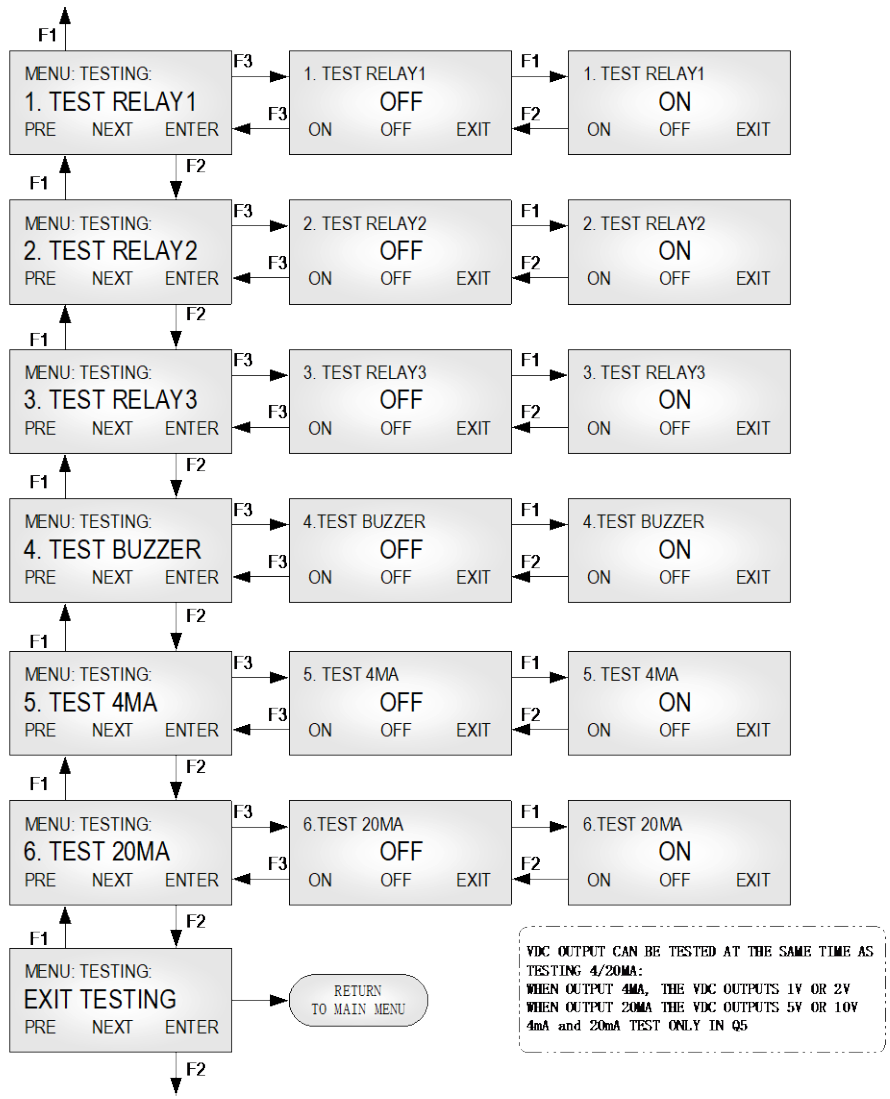 F1
MENU: TESTING:
1. TEST RELAY1
PRE NEXT ENTER
F3
F3
1. TEST RELAY1
OFF
ON OFF EXIT
F1
F2
1. TEST RELAY1
ON
ON OFF EXIT
F1
F2
MENU: TESTING:
2. TEST RELAY2
PRE NEXT ENTER
F3
F3
2. TEST RELAY2
OFF
ON OFF EXIT
F1
F2
2. TEST RELAY2
ON
ON OFF EXIT
F1
F2
MENU: TESTING:
3. TEST RELAY3
PRE NEXT ENTER
F3
F3
3. TEST RELAY3
OFF
ON OFF EXIT
F1
F2
3. TEST RELAY3
ON
ON OFF EXIT
F1
F2
MENU: TESTING:
4. TEST BUZZER
PRE NEXT ENTER
F3
F3
4.TEST BUZZER
OFF
ON OFF EXIT
F1
F2
4.TEST BUZZER
ON
ON OFF EXIT
F1
F2
MENU: TESTING:
5. TEST 4MA
PRE NEXT ENTER
F3
F3
5. TEST 4MA
OFF
ON OFF EXIT
F1
F2
5. TEST 4MA
ON
ON OFF EXIT
F1
F2
MENU: TESTING:
6. TEST 20MA
PRE NEXT ENTER
F3
F3
6.TEST 20MA
OFF
ON OFF EXIT
F1
F2
6.TEST 20MA
ON
ON OFF EXIT
F1
F2
MENU: TESTING:
EXIT TESTING
PRE NEXT ENTER
RETURN
TO MAIN MENU
F2
VDC OUTPUT CAN BE TESTED AT THE SAME TIME AS
TESTING 4/20MA:
WHEN OUTPUT 4MA, THE VDC OUTPUTS 1V OR 2V
WHEN OUTPUT 20MA THE VDC OUTPUTS 5V OR 10V
4mA and 20mA TEST ONLY IN Q5